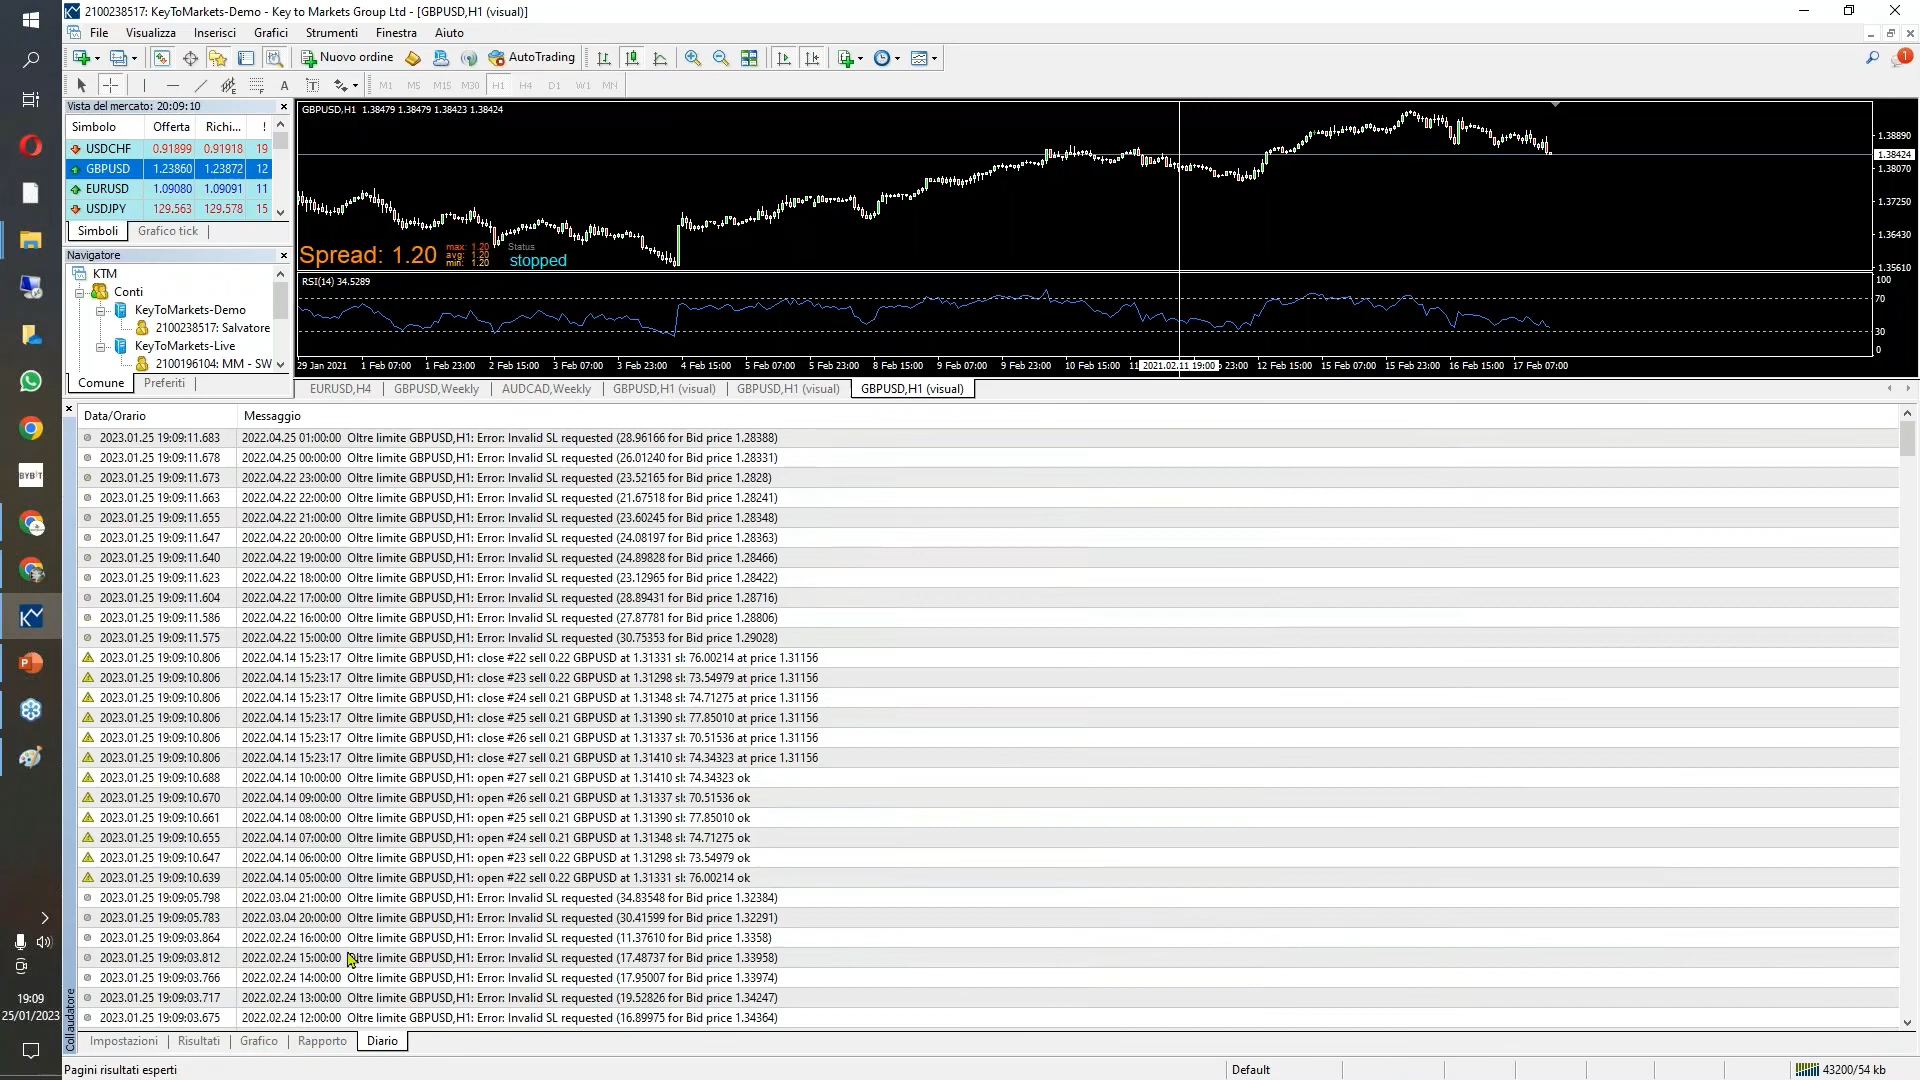 2100238517: KeyToMarkets-Demo - Key to Markets Group Ltd - [GBPUSD,H1 (visual)]
File Visualizza Inserisci Grafici Strumenti Finestra Aiuto
Nuovo ordine AutoTrading
A T M1 M5 M15 M30 H1 H4 D1 W1 MN
1
Vista del mercato: 20:09:10
Simbolo Offerta Richi... !
USDCHF 0.91899 0.91918 19
GBPUSD 1.23860 1.23872 12
EURUSD 1.09080 1.09091 11
USDJPY 129.563 129.578 15
Simboli Grafico tick
Navigatore
KTM
Conti
KeyToMarkets-Demo
2100238517: Salvatore
KeyToMarkets-Live
2100196104: MM - SW
Comune Preferiti
GBPUSD,H1 1.38479 1.38479 1.38423 1.38424
1.38890
1.38424
1.38070
1.37250
1.36430
1.35610
Spread: 1.20
max: 1.20
avg: 1.20
min: 1.20
Status
stopped
RSI(14) 34.5289
100
70
30
0
29 Jan 2021 1 Feb 07:00 1 Feb 23:00 2 Feb 15:00 3 Feb 07:00 3 Feb 23:00 4 Feb 15:00 5 Feb 07:00 5 Feb 23:00 8 Feb 15:00 9 Feb 07:00 9 Feb 23:00 10 Feb 15:00 11 2021.02.11 19:00 23:00 12 Feb 15:00 15 Feb 07:00 15 Feb 23:00 16 Feb 15:00 17 Feb 07:00
EURUSD,H4 GBPUSD,Weekly AUDCAD,Weekly GBPUSD,H1 (visual) GBPUSD,H1 (visual) GBPUSD,H1 (visual)
Data/Orario Messaggio
2023.01.25 19:09:11.683 2022.04.25 01:00:00 Oltre limite GBPUSD,H1: Error: Invalid SL requested (28.96166 for Bid price 1.28388)
2023.01.25 19:09:11.678 2022.04.25 00:00:00 Oltre limite GBPUSD,H1: Error: Invalid SL requested (26.01240 for Bid price 1.28331)
2023.01.25 19:09:11.673 2022.04.22 23:00:00 Oltre limite GBPUSD,H1: Error: Invalid SL requested (23.52165 for Bid price 1.2828)
2023.01.25 19:09:11.663 2022.04.22 22:00:00 Oltre limite GBPUSD,H1: Error: Invalid SL requested (21.67518 for Bid price 1.28241)
2023.01.25 19:09:11.655 2022.04.22 21:00:00 Oltre limite GBPUSD,H1: Error: Invalid SL requested (23.60245 for Bid price 1.28348)
2023.01.25 19:09:11.647 2022.04.22 20:00:00 Oltre limite GBPUSD,H1: Error: Invalid SL requested (24.08197 for Bid price 1.28363)
2023.01.25 19:09:11.640 2022.04.22 19:00:00 Oltre limite GBPUSD,H1: Error: Invalid SL requested (24.89828 for Bid price 1.28466)
2023.01.25 19:09:11.623 2022.04.22 18:00:00 Oltre limite GBPUSD,H1: Error: Invalid SL requested (23.12965 for Bid price 1.28422)
2023.01.25 19:09:11.604 2022.04.22 17:00:00 Oltre limite GBPUSD,H1: Error: Invalid SL requested (28.89431 for Bid price 1.28716)
2023.01.25 19:09:11.586 2022.04.22 16:00:00 Oltre limite GBPUSD,H1: Error: Invalid SL requested (27.87781 for Bid price 1.28806)
2023.01.25 19:09:11.575 2022.04.22 15:00:00 Oltre limite GBPUSD,H1: Error: Invalid SL requested (30.75353 for Bid price 1.29028)
2023.01.25 19:09:10.806 2022.04.14 15:23:17 Oltre limite GBPUSD,H1: close #22 sell 0.22 GBPUSD at 1.31331 sl: 76.00214 at price 1.31156
2023.01.25 19:09:10.806 2022.04.14 15:23:17 Oltre limite GBPUSD,H1: close #23 sell 0.22 GBPUSD at 1.31298 sl: 73.54979 at price 1.31156
2023.01.25 19:09:10.806 2022.04.14 15:23:17 Oltre limite GBPUSD,H1: close #24 sell 0.21 GBPUSD at 1.31348 sl: 74.71275 at price 1.31156
2023.01.25 19:09:10.806 2022.04.14 15:23:17 Oltre limite GBPUSD,H1: close #25 sell 0.21 GBPUSD at 1.31390 sl: 77.85010 at price 1.31156
2023.01.25 19:09:10.806 2022.04.14 15:23:17 Oltre limite GBPUSD,H1: close #26 sell 0.21 GBPUSD at 1.31337 sl: 70.51536 at price 1.31156
2023.01.25 19:09:10.806 2022.04.14 15:23:17 Oltre limite GBPUSD,H1: close #27 sell 0.21 GBPUSD at 1.31410 sl: 74.34323 at price 1.31156
2023.01.25 19:09:10.688 2022.04.14 10:00:00 Oltre limite GBPUSD,H1: open #27 sell 0.21 GBPUSD at 1.31410 sl: 74.34323 ok
2023.01.25 19:09:10.670 2022.04.14 09:00:00 Oltre limite GBPUSD,H1: open #26 sell 0.21 GBPUSD at 1.31337 sl: 70.51536 ok
2023.01.25 19:09:10.661 2022.04.14 08:00:00 Oltre limite GBPUSD,H1: open #25 sell 0.21 GBPUSD at 1.31390 sl: 77.85010 ok
2023.01.25 19:09:10.655 2022.04.14 07:00:00 Oltre limite GBPUSD,H1: open #24 sell 0.21 GBPUSD at 1.31348 sl: 74.71275 ok
2023.01.25 19:09:10.647 2022.04.14 06:00:00 Oltre limite GBPUSD,H1: open #23 sell 0.22 GBPUSD at 1.31298 sl: 73.54979 ok
2023.01.25 19:09:10.639 2022.04.14 05:00:00 Oltre limite GBPUSD,H1: open #22 sell 0.22 GBPUSD at 1.31331 sl: 76.00214 ok
2023.01.25 19:09:05.798 2022.03.04 21:00:00 Oltre limite GBPUSD,H1: Error: Invalid SL requested (34.83548 for Bid price 1.32384)
2023.01.25 19:09:05.783 2022.03.04 20:00:00 Oltre limite GBPUSD,H1: Error: Invalid SL requested (30.41599 for Bid price 1.32291)
2023.01.25 19:09:03.864 2022.02.24 16:00:00 Oltre limite GBPUSD,H1: Error: Invalid SL requested (11.37610 for Bid price 1.3358)
2023.01.25 19:09:03.812 2022.02.24 15:00:00 Oltre limite GBPUSD,H1: Error: Invalid SL requested (17.48737 for Bid price 1.33958)
2023.01.25 19:09:03.766 2022.02.24 14:00:00 Oltre limite GBPUSD,H1: Error: Invalid SL requested (17.95007 for Bid price 1.33974)
2023.01.25 19:09:03.717 2022.02.24 13:00:00 Oltre limite GBPUSD,H1: Error: Invalid SL requested (19.52826 for Bid price 1.34247)
2023.01.25 19:09:03.675 2022.02.24 12:00:00 Oltre limite GBPUSD,H1: Error: Invalid SL requested (16.89975 for Bid price 1.34364)
Collaudatore
Impostazioni Risultati Grafico Rapporto Diario
Pagini risultati esperti Default 43200/54 kb
BYBIT
19:09
25/01/2023